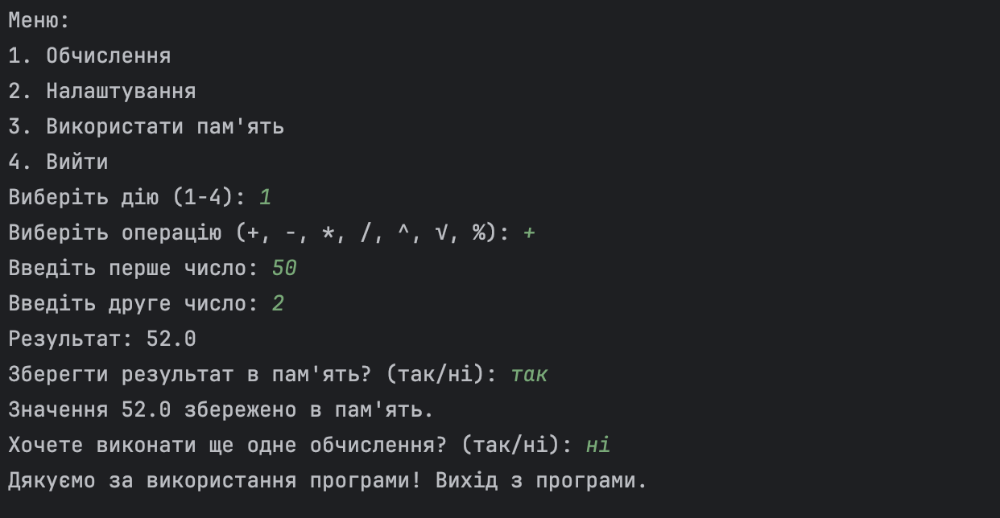 Меню:
1. Обчислення
2. Налаштування
3. Використати пам'ять
4. Вийти
Виберіть дію (1-4): 1
Виберіть операцію (+, -, *, /, ^, √, %): +
Введіть перше число: 50
Введіть друге число: 2
Результат: 52.0
Зберегти результат в пам'ять? (так/ні): так
Значення 52.0 збережено в пам'ять.
Хочете виконати ще одне обчислення? (так/ні): ні
Дякуємо за використання програми! Вихід з програми.